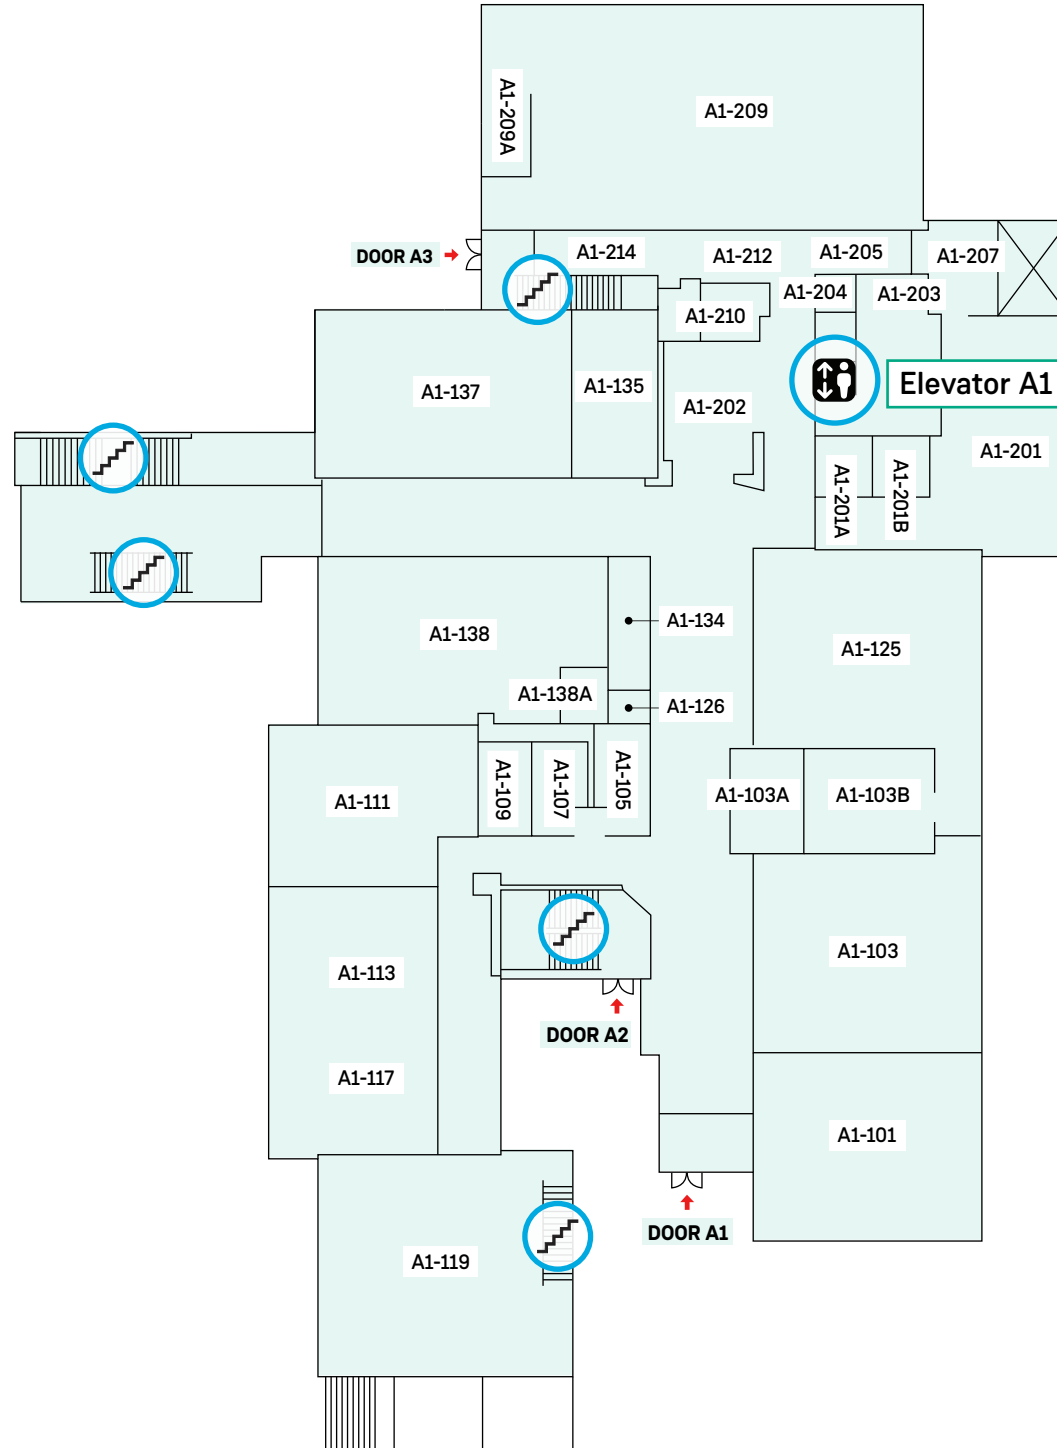 A1-209A
A1-209
DOOR A3
A1-214
A1-212
A1-205
A1-207
A1-204
A1-203
A1-210
A1-137
A1-135
A1-202
Elevator A1
A1-201
A1-201A
A1-201B
A1-138
A1-134
A1-125
A1-138A
A1-126
A1-111
A1-109
A1-107
A1-105
A1-103A
A1-103B
A1-113
A1-103
DOOR A2
A1-117
A1-101
DOOR A1
A1-119